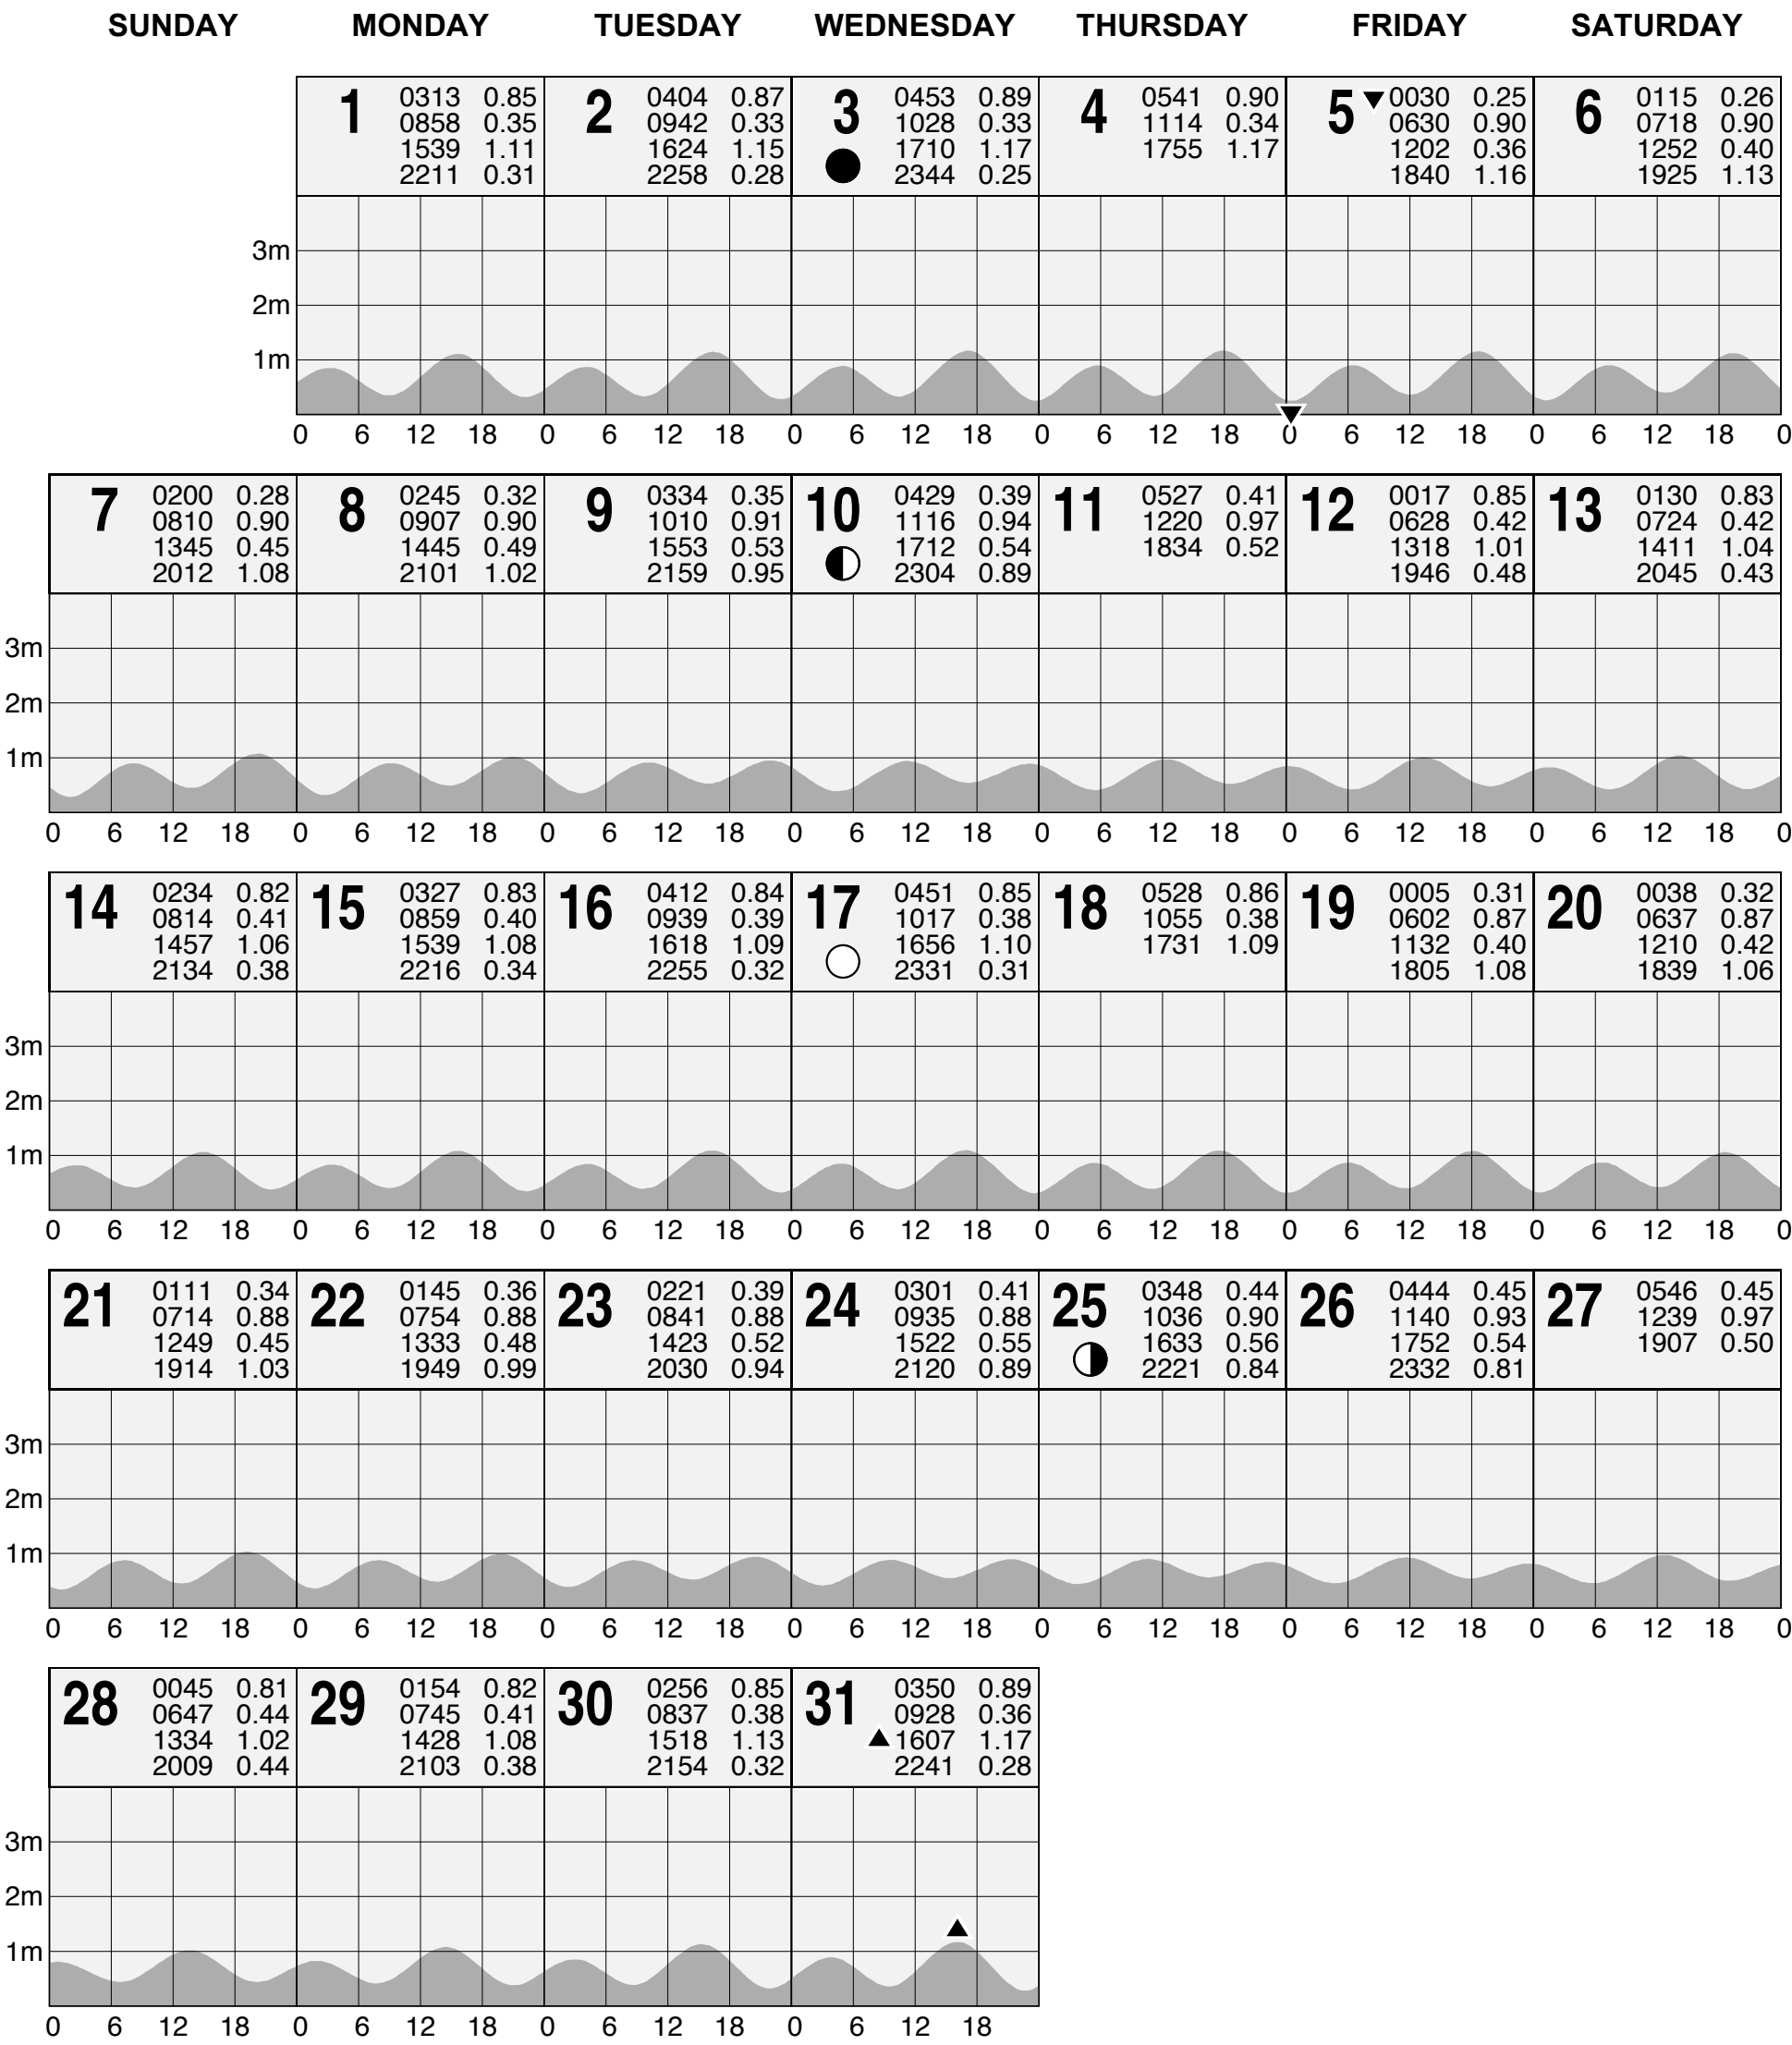 SUNDAY MONDAY TUESDAY WEDNESDAY THURSDAY FRIDAY SATURDAY
1 0313 0.85
0858 0.35
1539 1.11
2211 0.31
2 0404 0.87
0942 0.33
1624 1.15
2258 0.28
3 0453 0.89
1028 0.33
1710 1.17
2344 0.25
4 0541 0.90
1114 0.34
1755 1.17
5 0030 0.25
0630 0.90
1202 0.36
1840 1.16
6 0115 0.26
0718 0.90
1252 0.40
1925 1.13
3m
2m
1m
0 6 12 18 0 6 12 18 0 6 12 18 0 6 12 18 0 6 12 18 0 6 12 18 0
7 0200 0.28
0810 0.90
1345 0.45
2012 1.08
8 0245 0.32
0907 0.90
1445 0.49
2101 1.02
9 0334 0.35
1010 0.91
1553 0.53
2159 0.95
10 0429 0.39
1116 0.94
1712 0.54
2304 0.89
11 0527 0.41
1220 0.97
1834 0.52
12 0017 0.85
0628 0.42
1318 1.01
1946 0.48
13 0130 0.83
0724 0.42
1411 1.04
2045 0.43
3m
2m
1m
0 6 12 18 0 6 12 18 0 6 12 18 0 6 12 18 0 6 12 18 0 6 12 18 0 6 12 18 0
14 0234 0.82
0814 0.41
1457 1.06
2134 0.38
15 0327 0.83
0859 0.40
1539 1.08
2216 0.34
16 0412 0.84
0939 0.39
1618 1.09
2255 0.32
17 0451 0.85
1017 0.38
1656 1.10
2331 0.31
18 0528 0.86
1055 0.38
1731 1.09
19 0005 0.31
0602 0.87
1132 0.40
1805 1.08
20 0038 0.32
0637 0.87
1210 0.42
1839 1.06
3m
2m
1m
0 6 12 18 0 6 12 18 0 6 12 18 0 6 12 18 0 6 12 18 0 6 12 18 0 6 12 18 0
21 0111 0.34
0714 0.88
1249 0.45
1914 1.03
22 0145 0.36
0754 0.88
1333 0.48
1949 0.99
23 0221 0.39
0841 0.88
1423 0.52
2030 0.94
24 0301 0.41
0935 0.88
1522 0.55
2120 0.89
25 0348 0.44
1036 0.90
1633 0.56
2221 0.84
26 0444 0.45
1140 0.93
1752 0.54
2332 0.81
27 0546 0.45
1239 0.97
1907 0.50
3m
2m
1m
0 6 12 18 0 6 12 18 0 6 12 18 0 6 12 18 0 6 12 18 0 6 12 18 0 6 12 18 0
28 0045 0.81
0647 0.44
1334 1.02
2009 0.44
29 0154 0.82
0745 0.41
1428 1.08
2103 0.38
30 0256 0.85
0837 0.38
1518 1.13
2154 0.32
31 0350 0.89
0928 0.36
1607 1.17
2241 0.28
3m
2m
1m
0 6 12 18 0 6 12 18 0 6 12 18 0 6 12 18